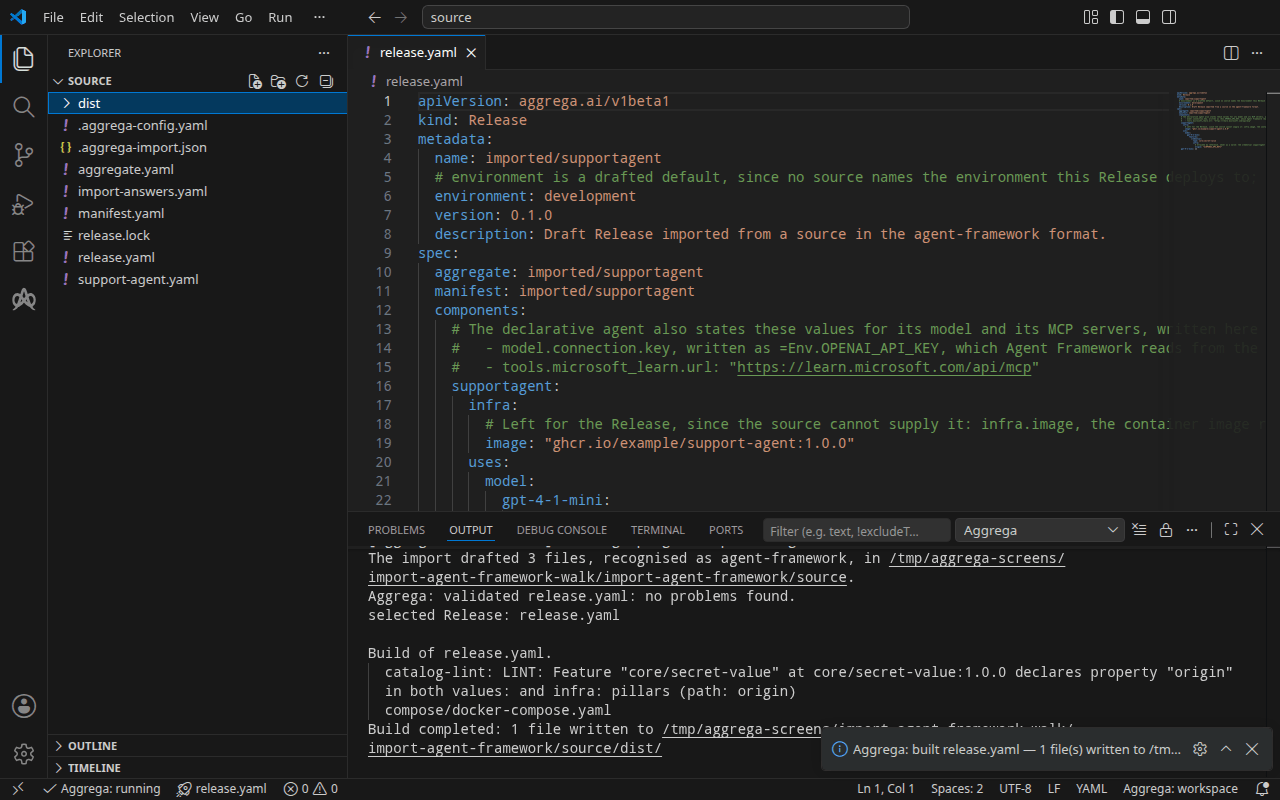 File Edit Selection View Go Run ···
source
EXPLORER
SOURCE
dist
.aggrega-config.yaml
.aggrega-import.json
aggregate.yaml
import-answers.yaml
manifest.yaml
release.lock
release.yaml
support-agent.yaml
OUTLINE
TIMELINE
release.yaml
release.yaml
1 apiVersion: aggrega.ai/v1beta1
2 kind: Release
3 metadata:
4 name: imported/supportagent
5 # environment is a drafted default, since no source names the environment this Release deploys to:
6 environment: development
7 version: 0.1.0
8 description: Draft Release imported from a source in the agent-framework format.
9 spec:
10 aggregate: imported/supportagent
11 manifest: imported/supportagent
12 components:
13 # The declarative agent also states these values for its model and its MCP servers, written here
14 # - model.connection.key, written as =Env.OPENAI_API_KEY, which Agent Framework reads from the
15 # - tools.microsoft_learn.url: "https://learn.microsoft.com/api/mcp"
16 supportagent:
17 infra:
18 # Left for the Release, since the source cannot supply it: infra.image, the container image
19 image: "ghcr.io/example/support-agent:1.0.0"
20 uses:
21 model:
22 gpt-4-1-mini:
PROBLEMS OUTPUT DEBUG CONSOLE TERMINAL PORTS Filter (e.g. text, !excludeT... Aggrega
The import drafted 3 files, recognised as agent-framework, in /tmp/aggrega-screens/
import-agent-framework-walk/import-agent-framework/source.
Aggrega: validated release.yaml: no problems found.
selected Release: release.yaml
Build of release.yaml.
catalog-lint: LINT: Feature "core/secret-value" at core/secret-value:1.0.0 declares property "origin"
in both values: and infra: pillars (path: origin)
compose/docker-compose.yaml
Build completed: 1 file written to /tmp/aggrega-screens/import-agent-framework-walk/
import-agent-framework/source/dist/
Aggrega: built release.yaml — 1 file(s) written to /tm...
Aggrega: running release.yaml 0 0 Ln 1, Col 1 Spaces: 2 UTF-8 LF YAML Aggrega: workspace